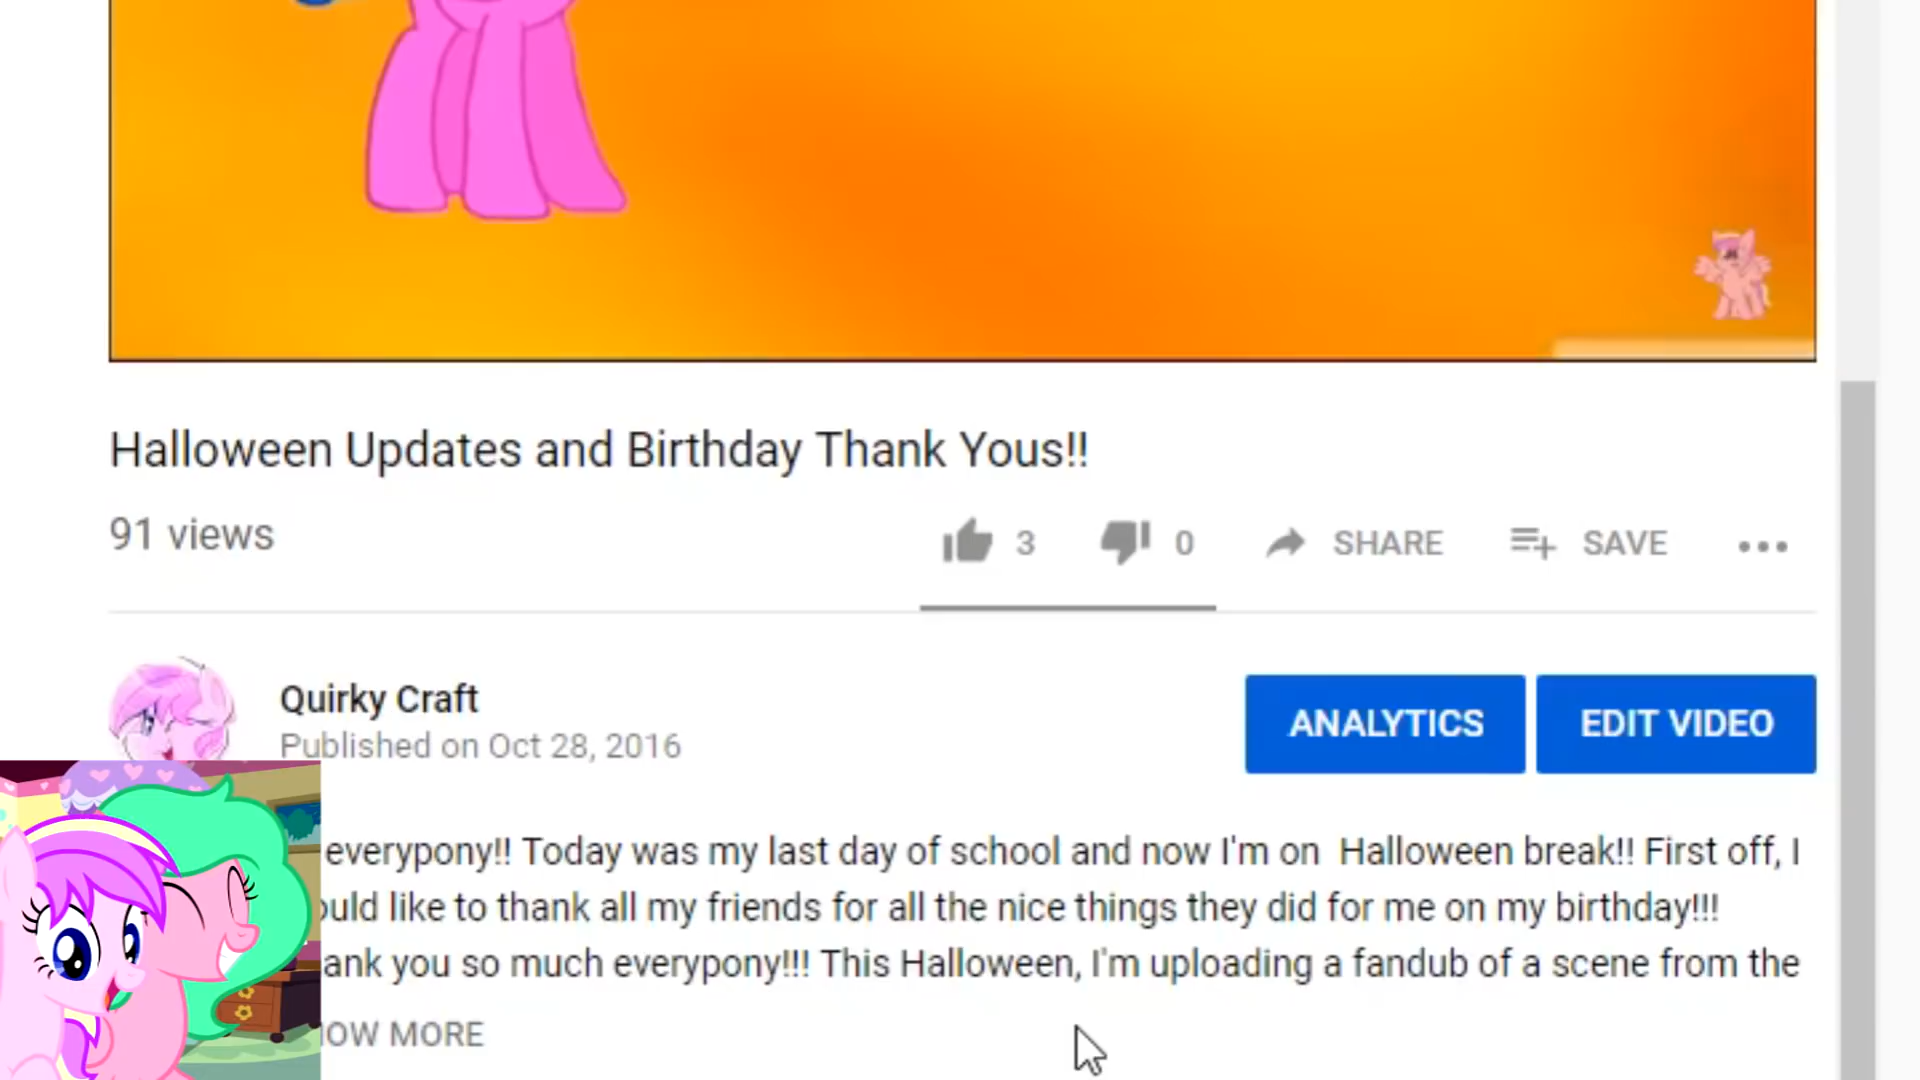 Halloween Updates and Birthday Thank Yous!!
91 views
3 0 SHARE SAVE
Quirky Craft
Published on Oct 28, 2016
ANALYTICS EDIT VIDEO
everypony!! Today was my last day of school and now I'm on Halloween break!! First off, I
ould like to thank all my friends for all the nice things they did for me on my birthday!!!
ank you so much everypony!!! This Halloween, I'm uploading a fandub of a scene from the
OW MORE